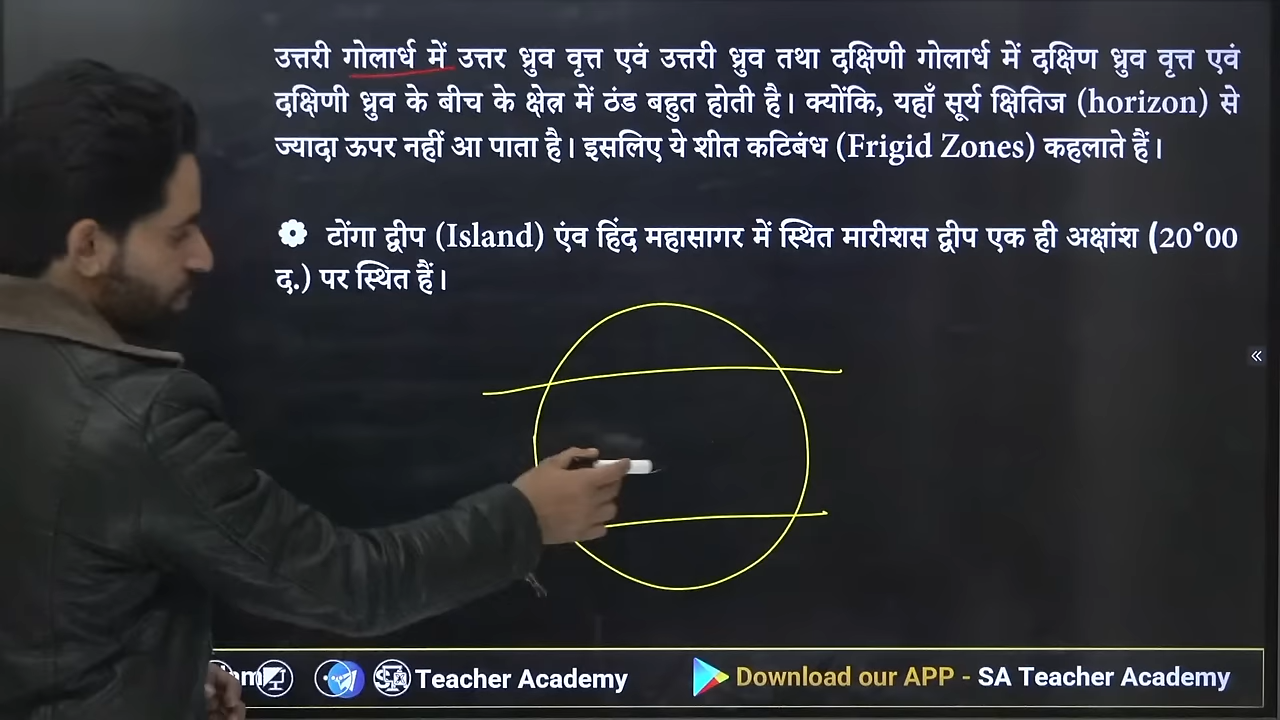 उत्तरी गोलार्ध में उत्तर ध्रुव वृत्त एवं उत्तरी ध्रुव तथा दक्षिणी गोलार्ध में दक्षिण ध्रुव वृत्त एवं
दक्षिणी ध्रुव के बीच के क्षेत्र में ठंड बहुत होती है। क्योंकि, यहाँ सूर्य क्षितिज (horizon) से
ज्यादा ऊपर नहीं आ पाता है। इसलिए ये शीत कटिबंध (Frigid Zones) कहलाते हैं।
टोंगा द्वीप (Island) एंव हिंद महासागर में स्थित मारीशस द्वीप एक ही अक्षांश (20°00
द.) पर स्थित हैं।
«
Teacher Academy
Download our APP - SA Teacher Academy